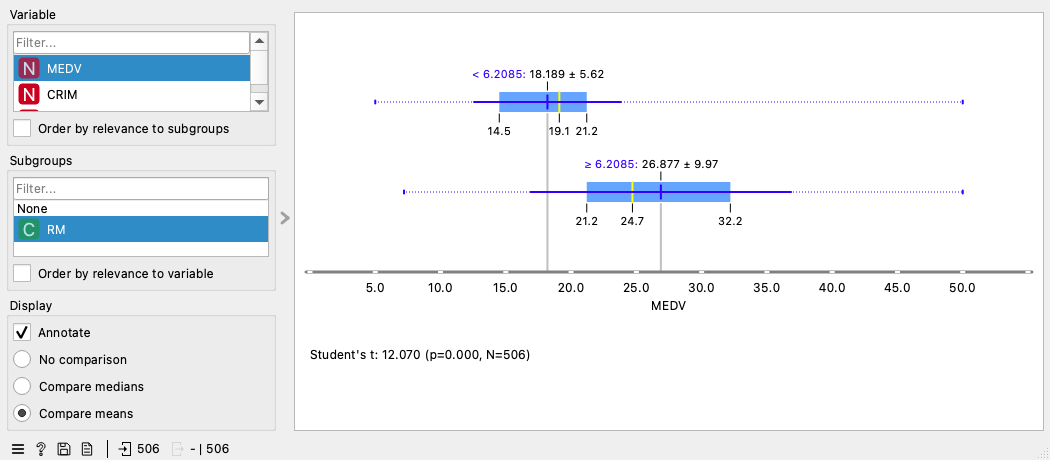 Variable
Filter...
N MEDV
N CRIM
Order by relevance to subgroups
Subgroups
Filter...
None
C RM
Order by relevance to variable
Display
Annotate
No comparison
Compare medians
Compare means
506
- | 506
< 6.2085: 18.189 ± 5.62
14.5 19.1 21.2
≥ 6.2085: 26.877 ± 9.97
21.2 24.7 32.2
5.0 10.0 15.0 20.0 25.0 30.0 35.0 40.0 45.0 50.0
MEDV
Student's t: 12.070 (p=0.000, N=506)